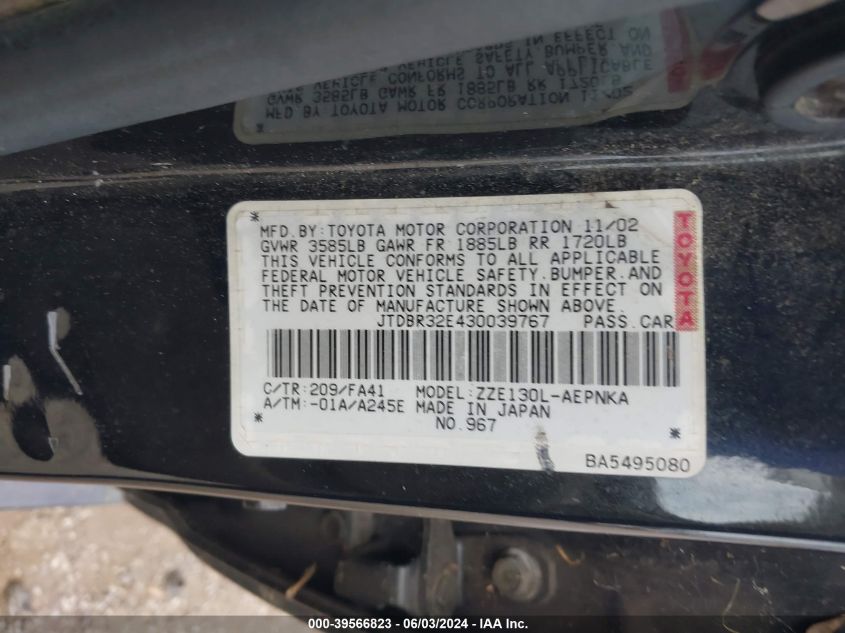 *
MFD.BY:TOYOTA MOTOR CORPORATION 11/02
GVWR 3585LB GAWR FR 1885LB RR 1720LB
THIS VEHICLE CONFORMS TO ALL APPLICABLE
FEDERAL MOTOR VEHICLE SAFETY.BUMPER.AND
THEFT PREVENTION STANDARDS IN EFFECT ON
THE DATE OF MANUFACTURE SHOWN ABOVE.
JTDBR32E430039767 PASS.CAR
TOYOTA
C/TR:209/FA41 MODEL:ZZE130L-AEPNKA
A/TM:-01A/A245E MADE IN JAPAN
* NO.967 *
BA5495080
000-39566823 - 06/03/2024 - IAA Inc.